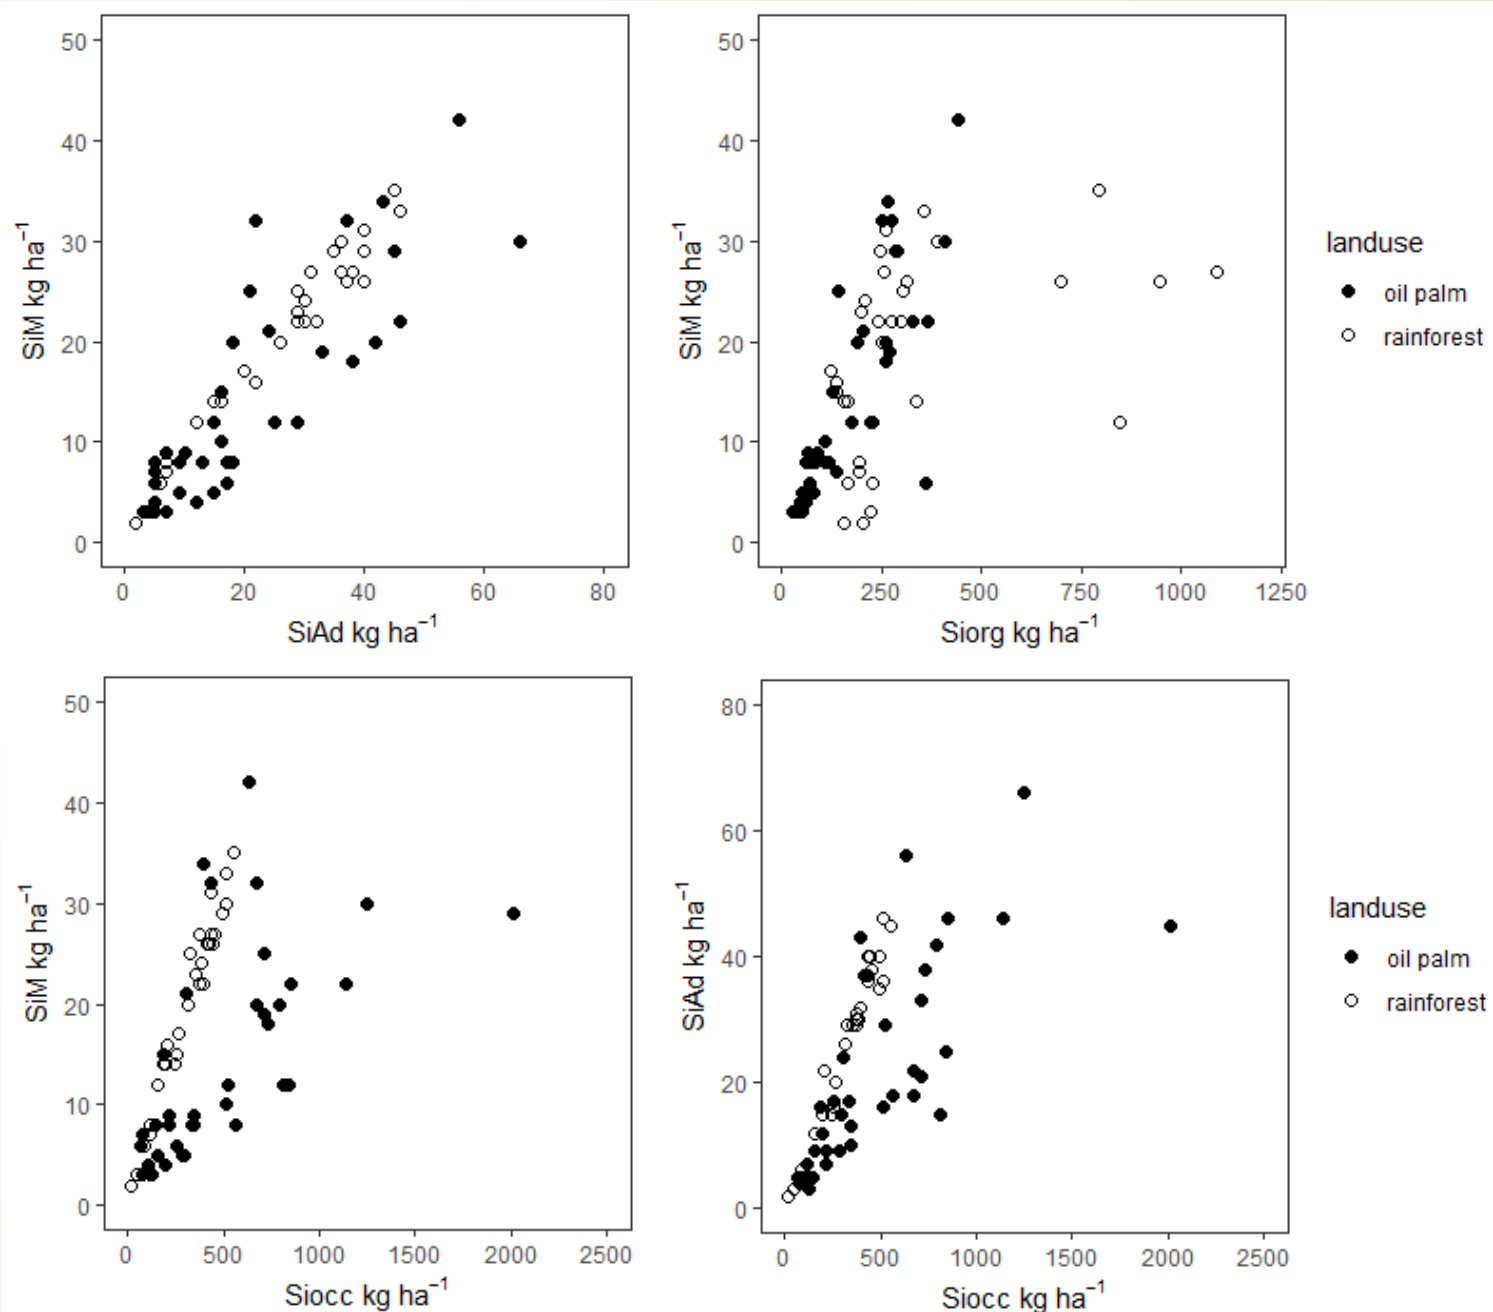 50
40
30
20
10
0
SiM kg ha⁻¹
0 20 40 60 80
SiAd kg ha⁻¹
50
40
30
20
10
0
SiM kg ha⁻¹
0 250 500 750 1000 1250
Siorg kg ha⁻¹
landuse
oil palm
rainforest
50
40
30
20
10
0
SiM kg ha⁻¹
0 500 1000 1500 2000 2500
Siocc kg ha⁻¹
80
60
40
20
0
SiAd kg ha⁻¹
0 500 1000 1500 2000 2500
Siocc kg ha⁻¹
landuse
oil palm
rainforest